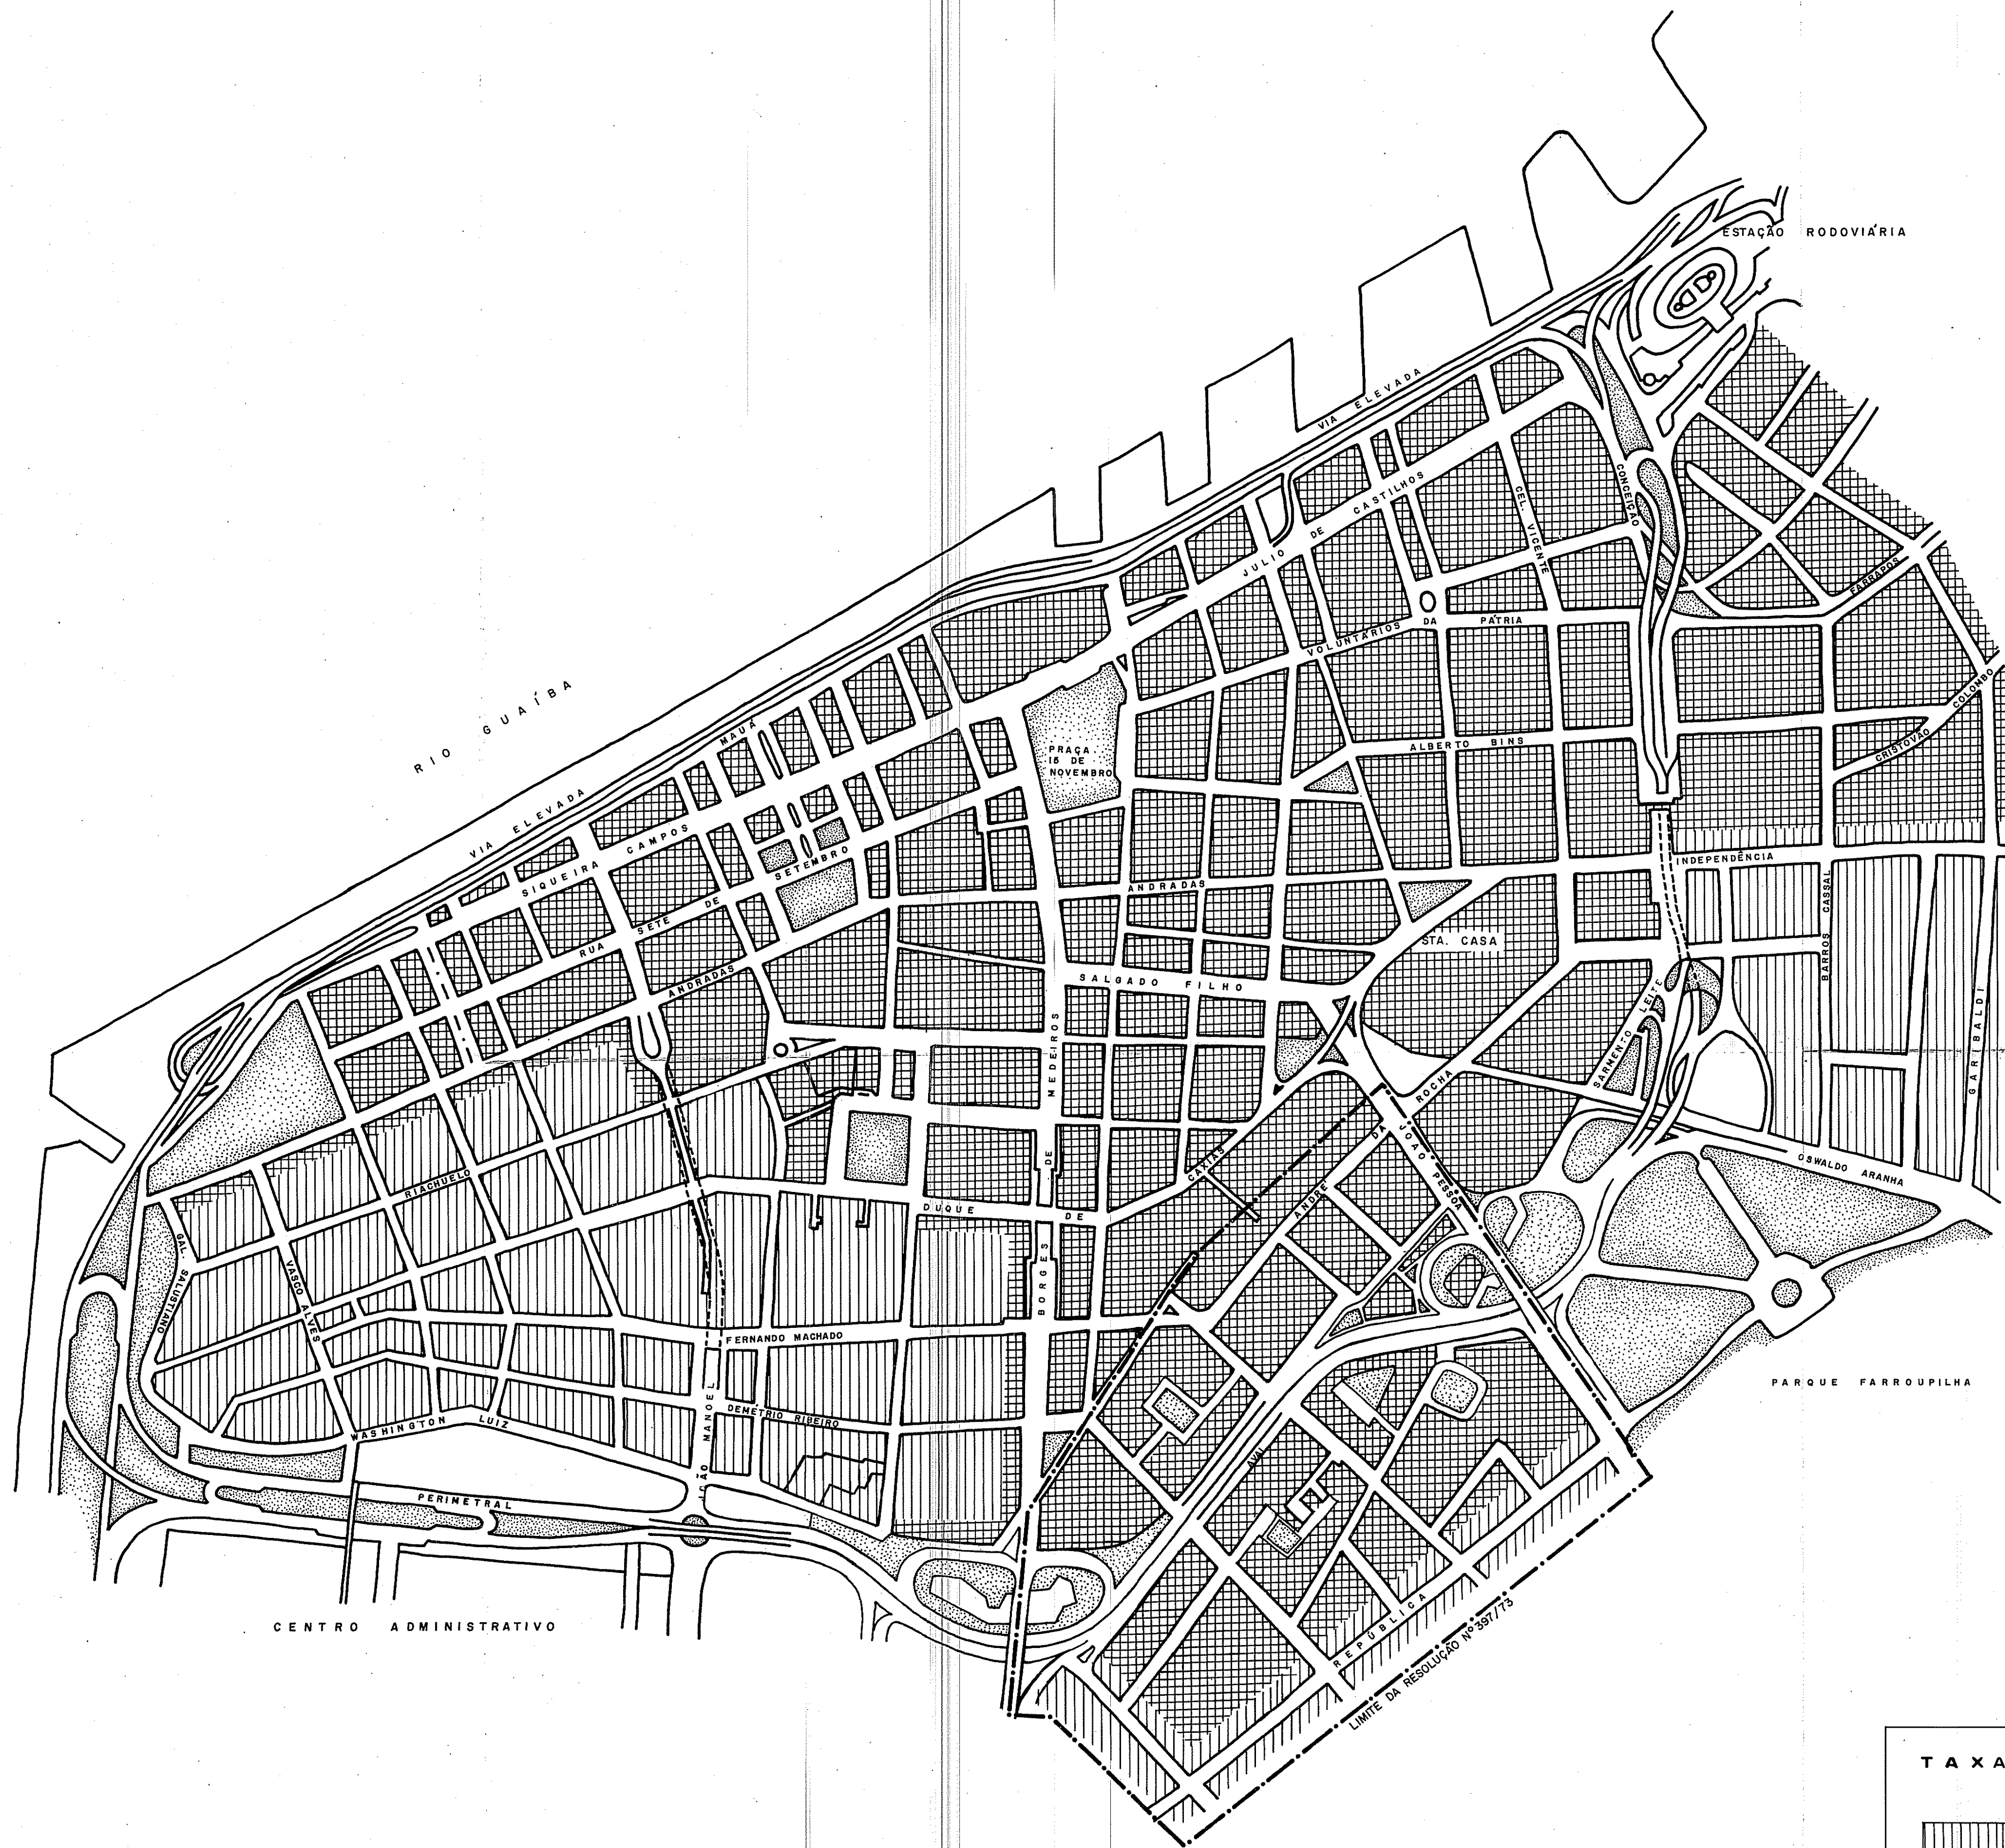 ESTAÇÃO RODOVIÁRIA
VIA ELEVADA
JULIO DE CASTILHOS
CEL. VICENTE
CONCEIÇÃO
FARRAPOS
VOLUNTÁRIOS DA PÁTRIA
COLOMBO
CRISTOVÃO
RIO GUAÍBA
MAUÁ
PRAÇA
15 DE
NOVEMBRO
ALBERTO BINS
VIA ELEVADA
SIQUEIRA CAMPOS
RUA SETE DE SETEMBRO
INDEPENDÊNCIA
ANDRADAS
BARROS CASSAL
STA. CASA
ANDRADAS
SALGADO FILHO
SARMENTO LEITE
GARIBALDI
BORGES DE MEDEIROS
ANDRÉ DA ROCHA
JOÃO PESSOA
OSWALDO ARANHA
RIACHUELO
DUQUE DE CAXIAS
GAL. SALUSTIANO
VASCO ALVES
FERNANDO MACHADO
PARQUE FARROUPILHA
JOÃO MANOEL
DEMÉTRIO RIBEIRO
WASHINGTON LUIZ
AVAÍ
PERIMETRAL
CENTRO ADMINISTRATIVO
REPÚBLICA
LIMITE DA RESOLUÇÃO Nº 397/73
TAXA